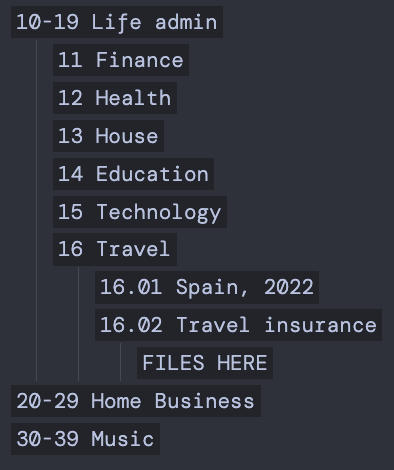 10-19 Life admin
11 Finance
12 Health
13 House
14 Education
15 Technology
16 Travel
16.01 Spain, 2022
16.02 Travel insurance
FILES HERE
20-29 Home Business
30-39 Music